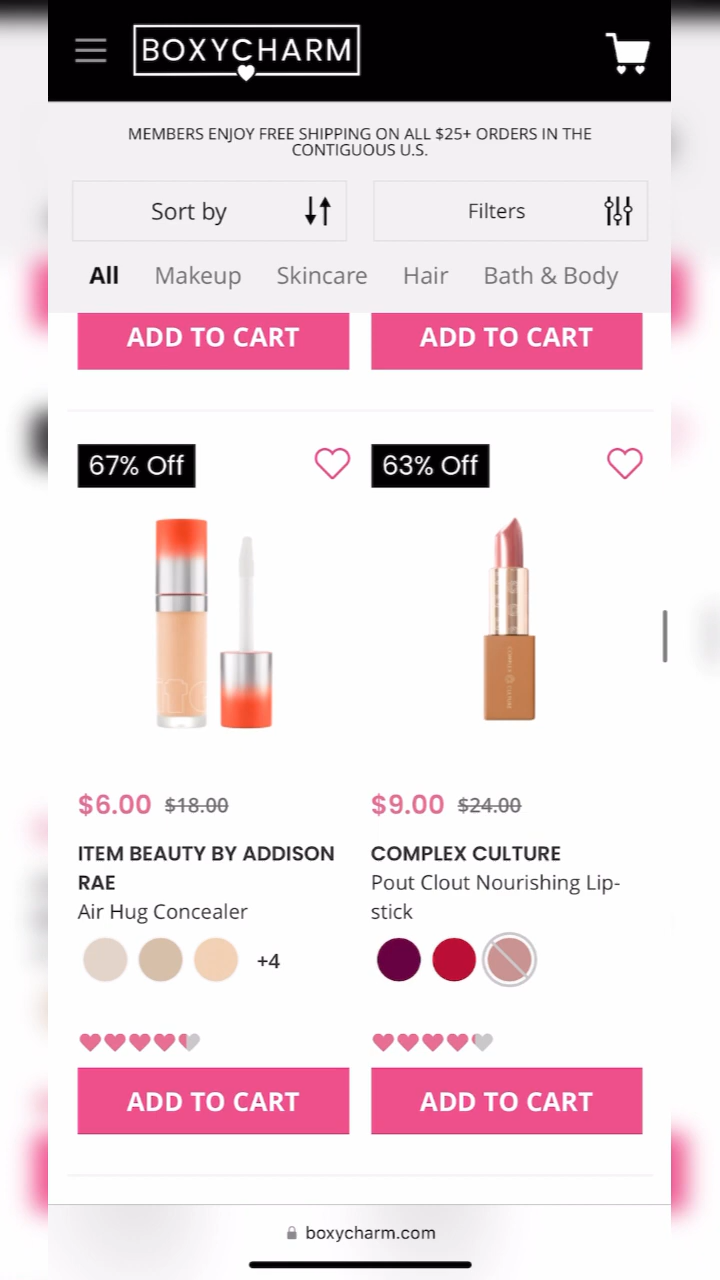 BOXYCHARM
MEMBERS ENJOY FREE SHIPPING ON ALL $25+ ORDERS IN THE
CONTIGUOUS U.S.
Sort by
Filters
All Makeup Skincare Hair Bath & Body
ADD TO CART
ADD TO CART
67% Off
63% Off
$6.00 $18.00
ITEM BEAUTY BY ADDISON
RAE
Air Hug Concealer
+4
ADD TO CART
$9.00 $24.00
COMPLEX CULTURE
Pout Clout Nourishing Lip-
stick
ADD TO CART
boxycharm.com